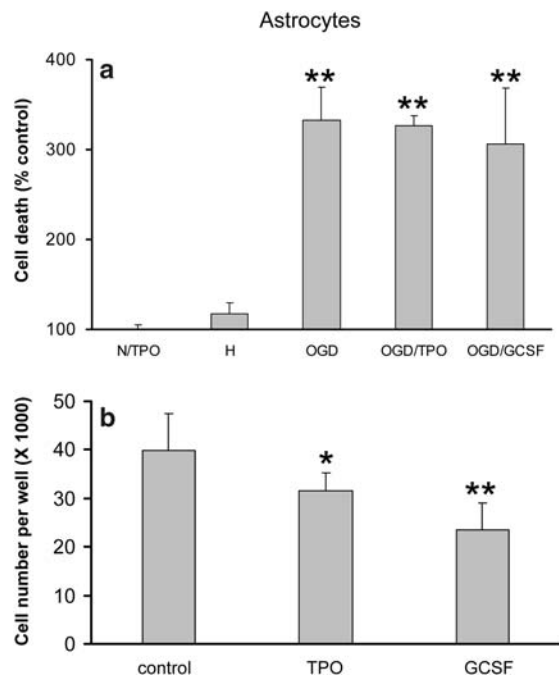 Astrocytes
a
Cell death (% control)
400
300
200
100
**
**
**
N/TPO H OGD OGD/TPO OGD/GCSF
b
Cell number per well (X 1000)
50
40
30
20
10
0
*
**
control TPO GCSF